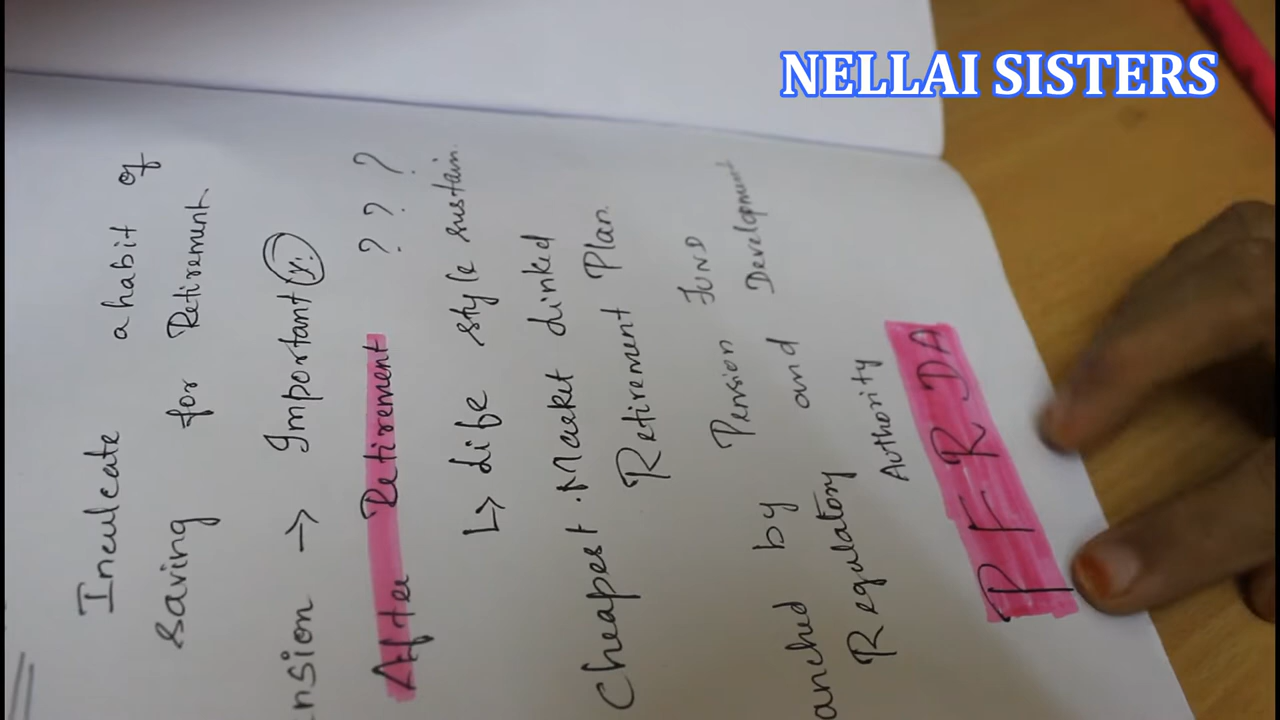 NELLAI SISTERS
Inculcate a habit of
saving for Retirement.
nsion → Important (r.)
After Retirement ? ? ?
↳ Life style sustain.
Cheapest Market Linked
Retirement Plan.
anched by Pension Fund
Regulatory and Development
Authority
PFRDA